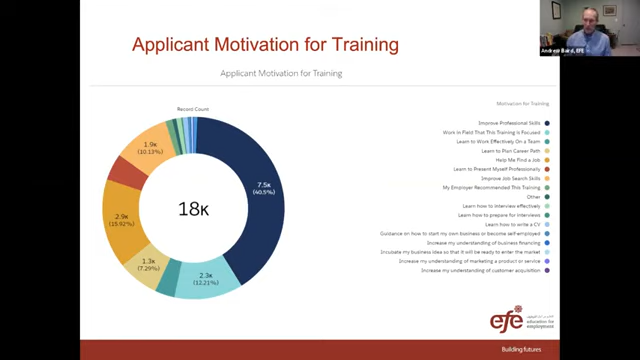 Applicant Motivation for Training
Applicant Motivation for Training
Andrew Baird, EFE
Motivation for Training
Record Count
7.5K
(40.5%)
2.3K
(12.21%)
1.3K
(7.29%)
2.9K
(15.92%)
1.9K
(10.13%)
18K
Improve Professional Skills
Work in Field That This Training is Focused
Learn to Work Effectively On a Team
Learn to Plan Career Path
Help Me Find a Job
Learn to Present Myself Professionally
Improve Job Search Skills
My Employer Recommended This Training
Other
Learn how to interview effectively
Learn how to prepare for interviews
Learn how to write a CV
Guidance on how to start my own business or become self-employed
Increase my understanding of business financing
Incubate my business idea so that it will be ready to enter the market
Increase my understanding of marketing a product or service
Increase my understanding of customer acquisition
efe
education for
employment
Building futures.